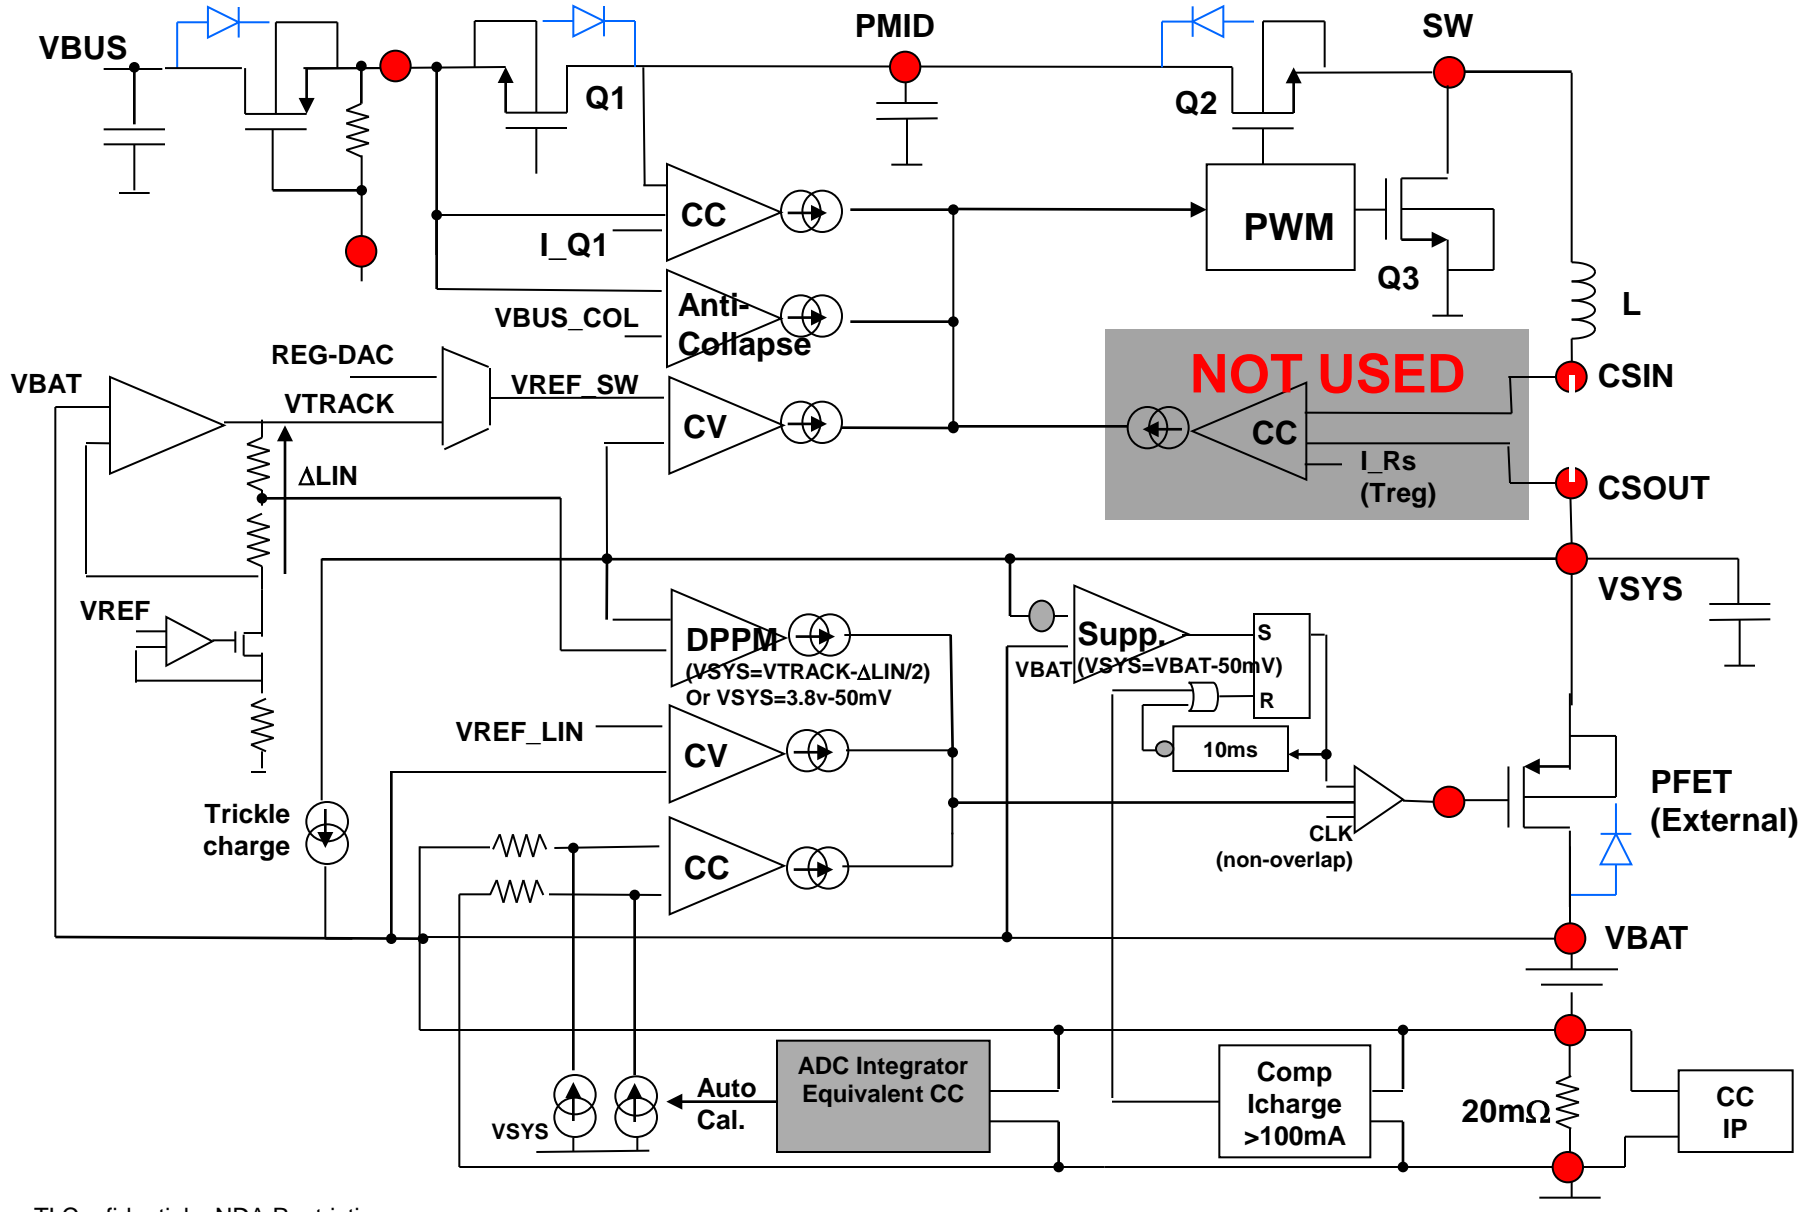 PMID
SW
VBUS
Q1
Q2
CC
I_Q1
PWM
Q3
Anti-
Collapse
VBUS_COL
L
NOT USED
REG-DAC
VBAT
VREF_SW
CSIN
VTRACK
CV
CC
I_Rs
(Treg)
ΔLIN
CSOUT
VSYS
VREF
DPPM
(VSYS=VTRACK-ΔLIN/2)
Or VSYS=3.8v-50mV
Supp.
VBAT
(VSYS=VBAT-50mV)
S
R
VREF_LIN
CV
10ms
PFET
(External)
Trickle
charge
CLK
(non-overlap)
CC
VBAT
ADC Integrator
Equivalent CC
Auto
Cal.
VSYS
Comp
Icharge
>100mA
20mΩ
CC
IP